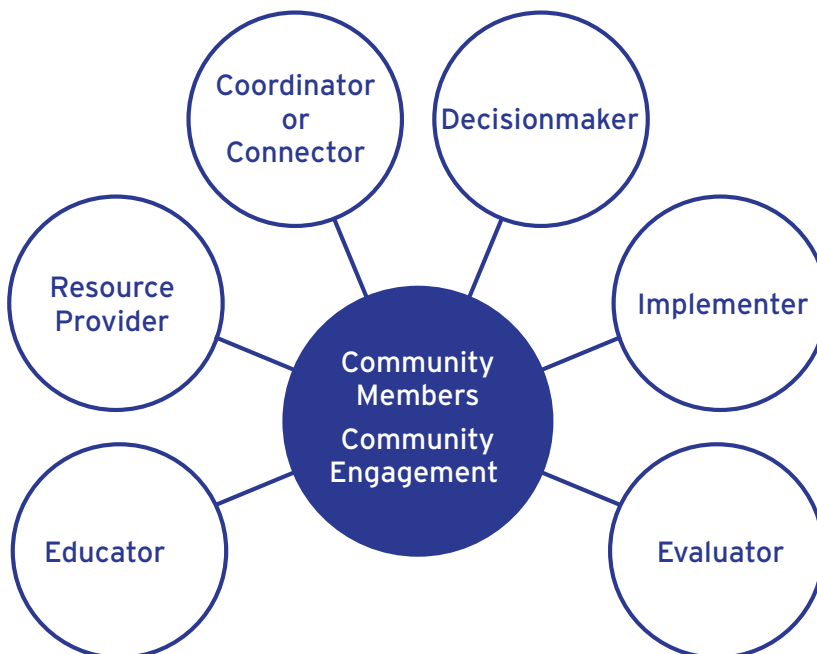 Coordinator
or
Connector
Decisionmaker
Resource
Provider
Implementer
Community
Members
Community
Engagement
Educator
Evaluator